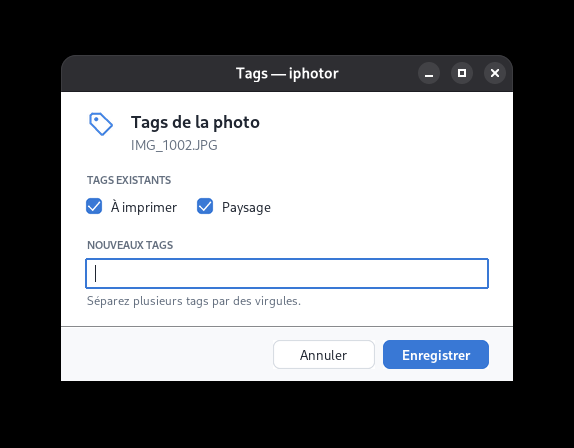 Tags — iphotor
Tags de la photo
IMG_1002.JPG
TAGS EXISTANTS
À imprimer Paysage
NOUVEAUX TAGS
Séparez plusieurs tags par des virgules.
Annuler Enregistrer